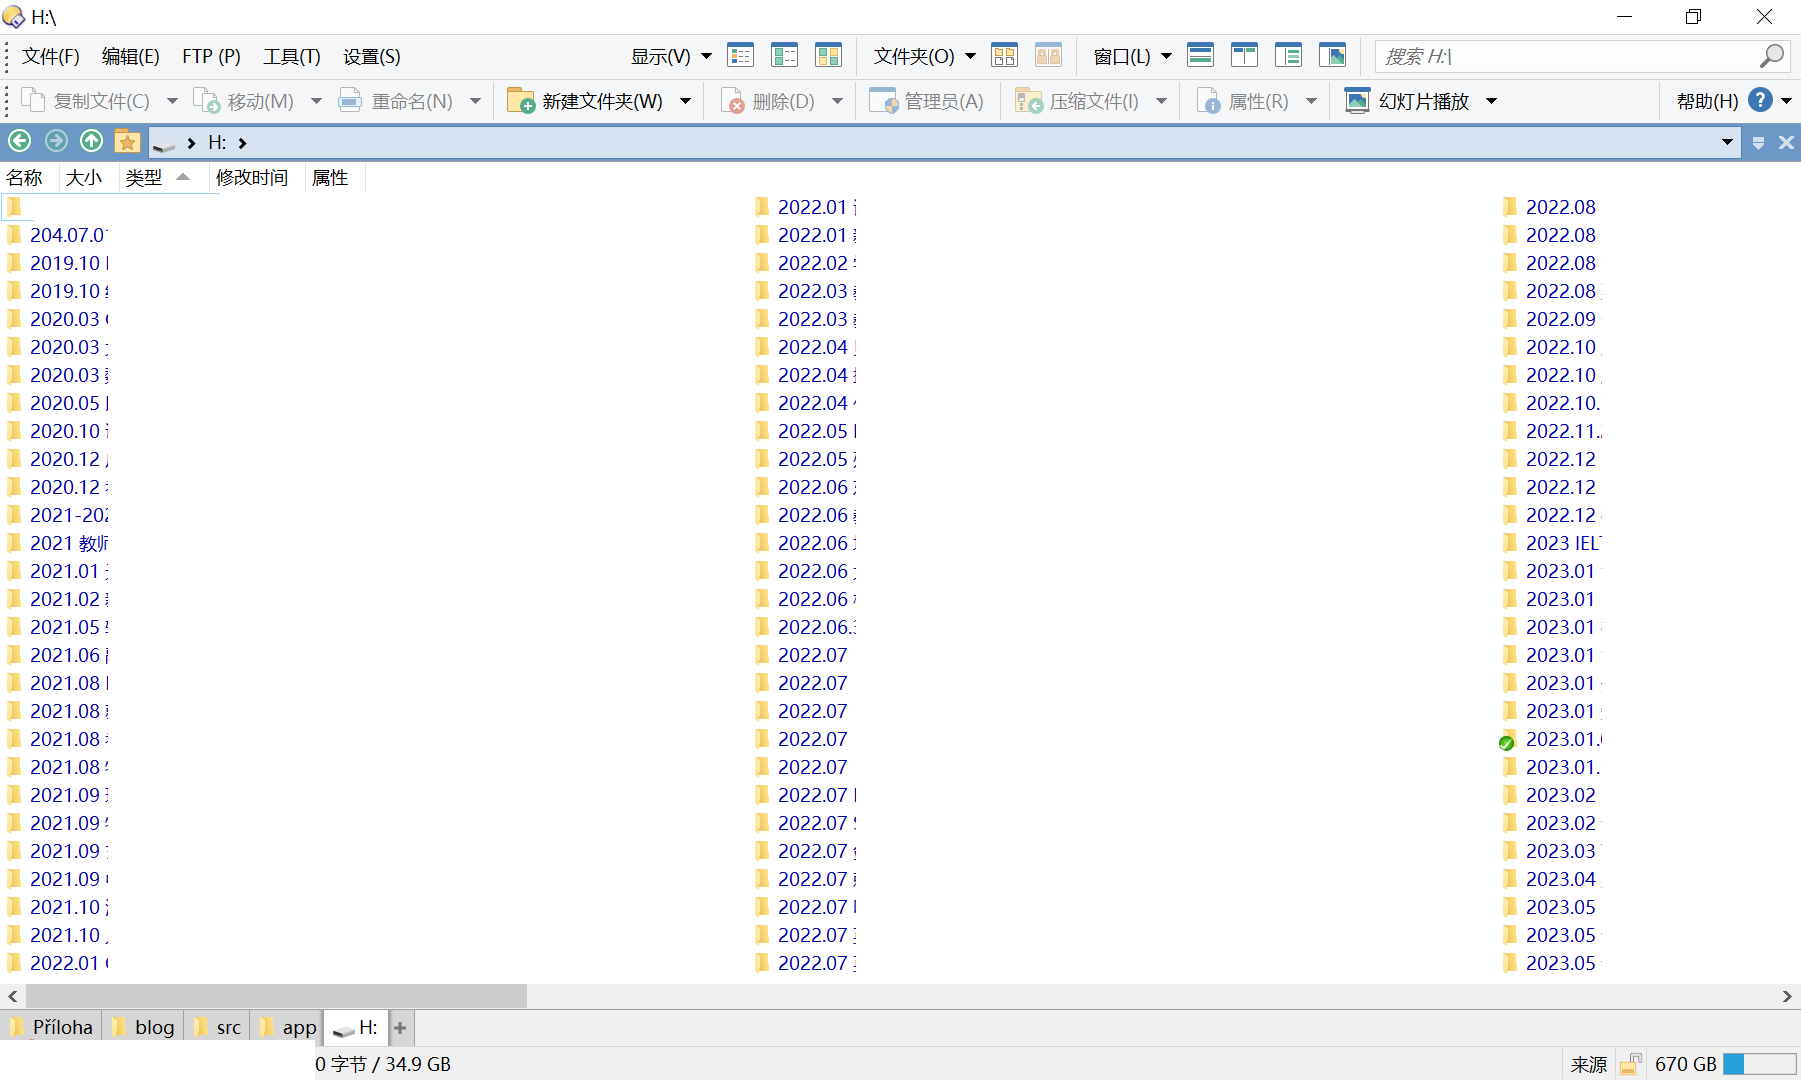 H:\
文件(F) 编辑(E) FTP (P) 工具(T) 设置(S) 显示(V) 文件夹(O) 窗口(L) 搜索 H:\
复制文件(C) 移动(M) 重命名(N) 新建文件夹(W) 删除(D) 管理员(A) 压缩文件(I) 属性(R) 幻灯片播放 帮助(H)
H:
名称 大小 类型 修改时间 属性
2022.01 2022.08
204.07.01 2022.01 2022.08
2019.10 2022.02 2022.08
2019.10 2022.03 2022.08
2020.03 2022.03 2022.09
2020.03 2022.04 2022.10
2020.03 2022.04 2022.10
2020.05 2022.04 2022.10.
2020.10 2022.05 2022.11.
2020.12 2022.05 2022.12
2020.12 2022.06 2022.12
2021-202 2022.06 2022.12
2021 教师 2022.06 2023 IELT
2021.01 2022.06 2023.01
2021.02 2022.06 2023.01
2021.05 2022.06. 2023.01
2021.06 2022.07 2023.01
2021.08 2022.07 2023.01
2021.08 2022.07 2023.01
2021.08 2022.07 2023.01.
2021.08 2022.07 2023.01.
2021.09 2022.07 2023.02
2021.09 2022.07 2023.02
2021.09 2022.07 2023.03
2021.09 2022.07 2023.04
2021.10 2022.07 2023.05
2021.10 2022.07 2023.05
2022.01 2022.07 2023.05
Příloha blog src app H:
0 字节 / 34.9 GB 来源 670 GB